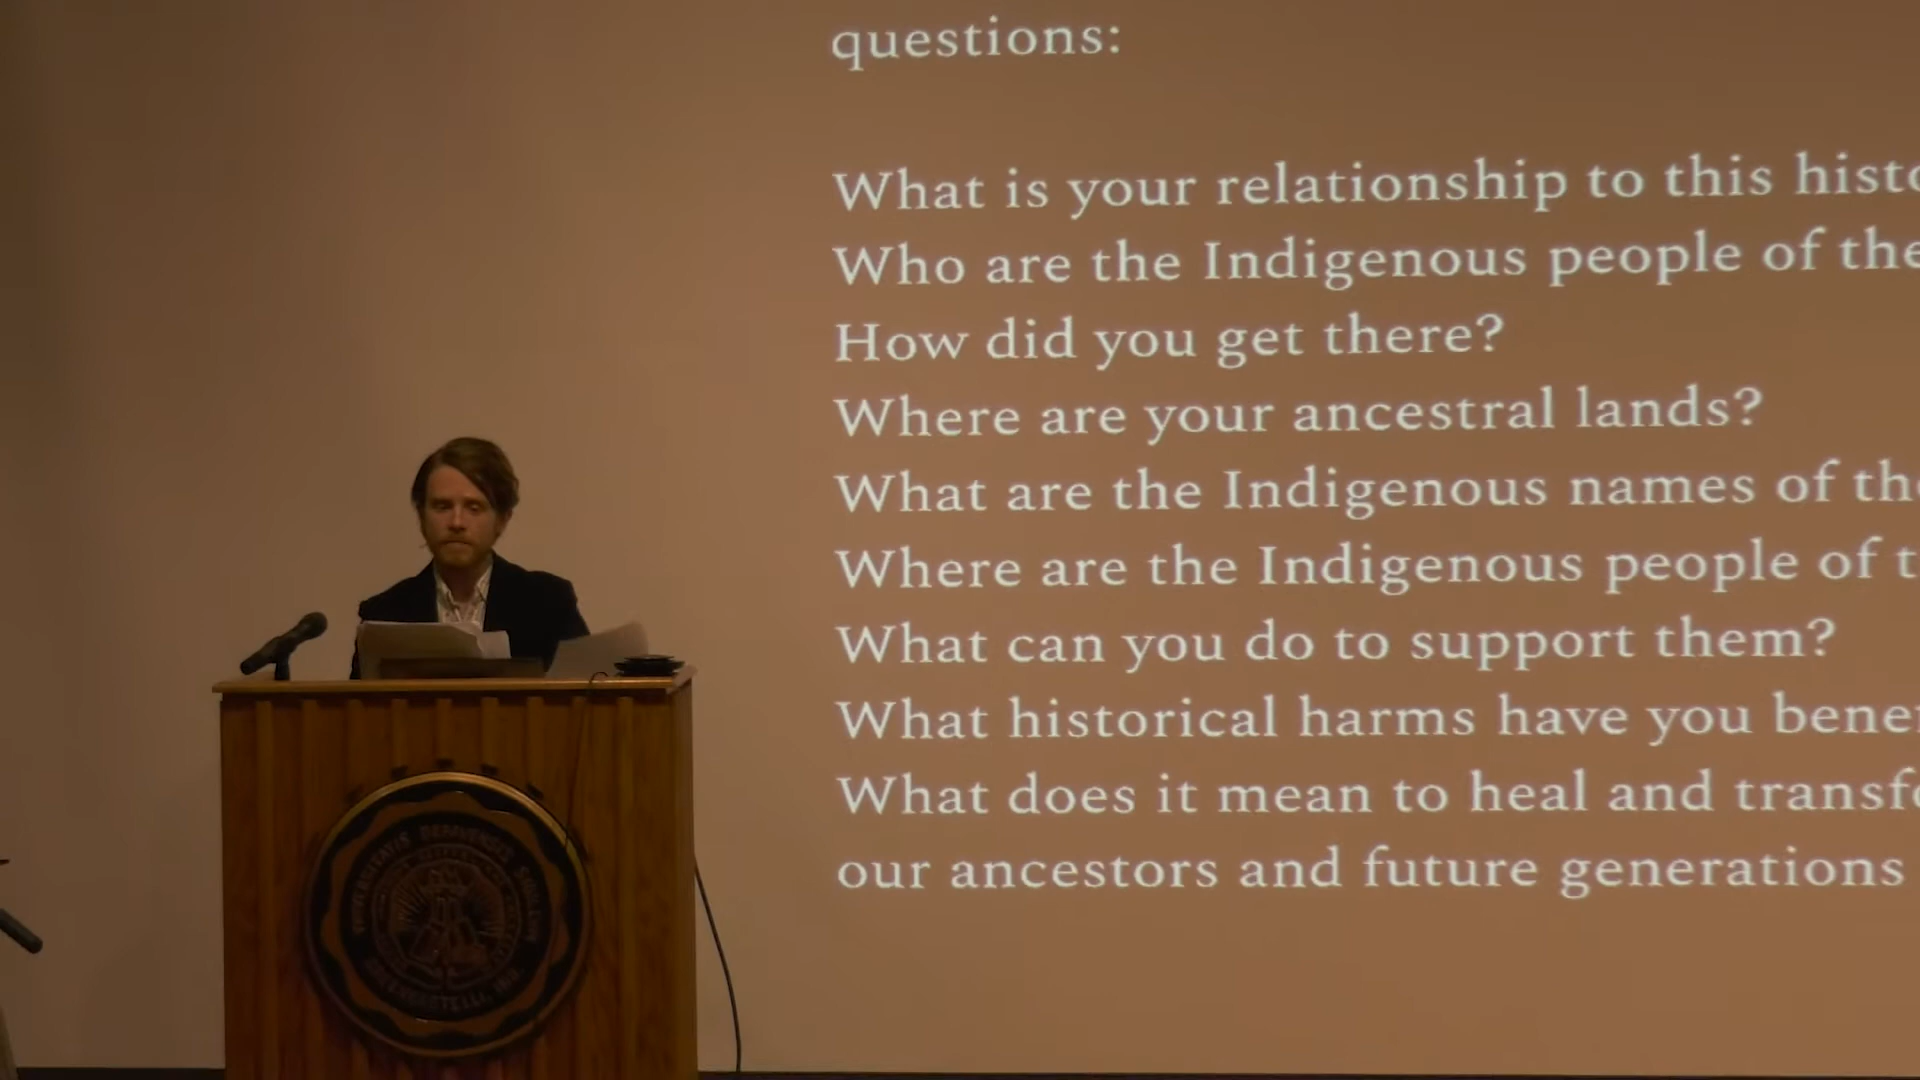 questions:
What is your relationship to this histo
Who are the Indigenous people of the
How did you get there?
Where are your ancestral lands?
What are the Indigenous names of the
Where are the Indigenous people of t
What can you do to support them?
What historical harms have you benef
What does it mean to heal and transfo
our ancestors and future generations